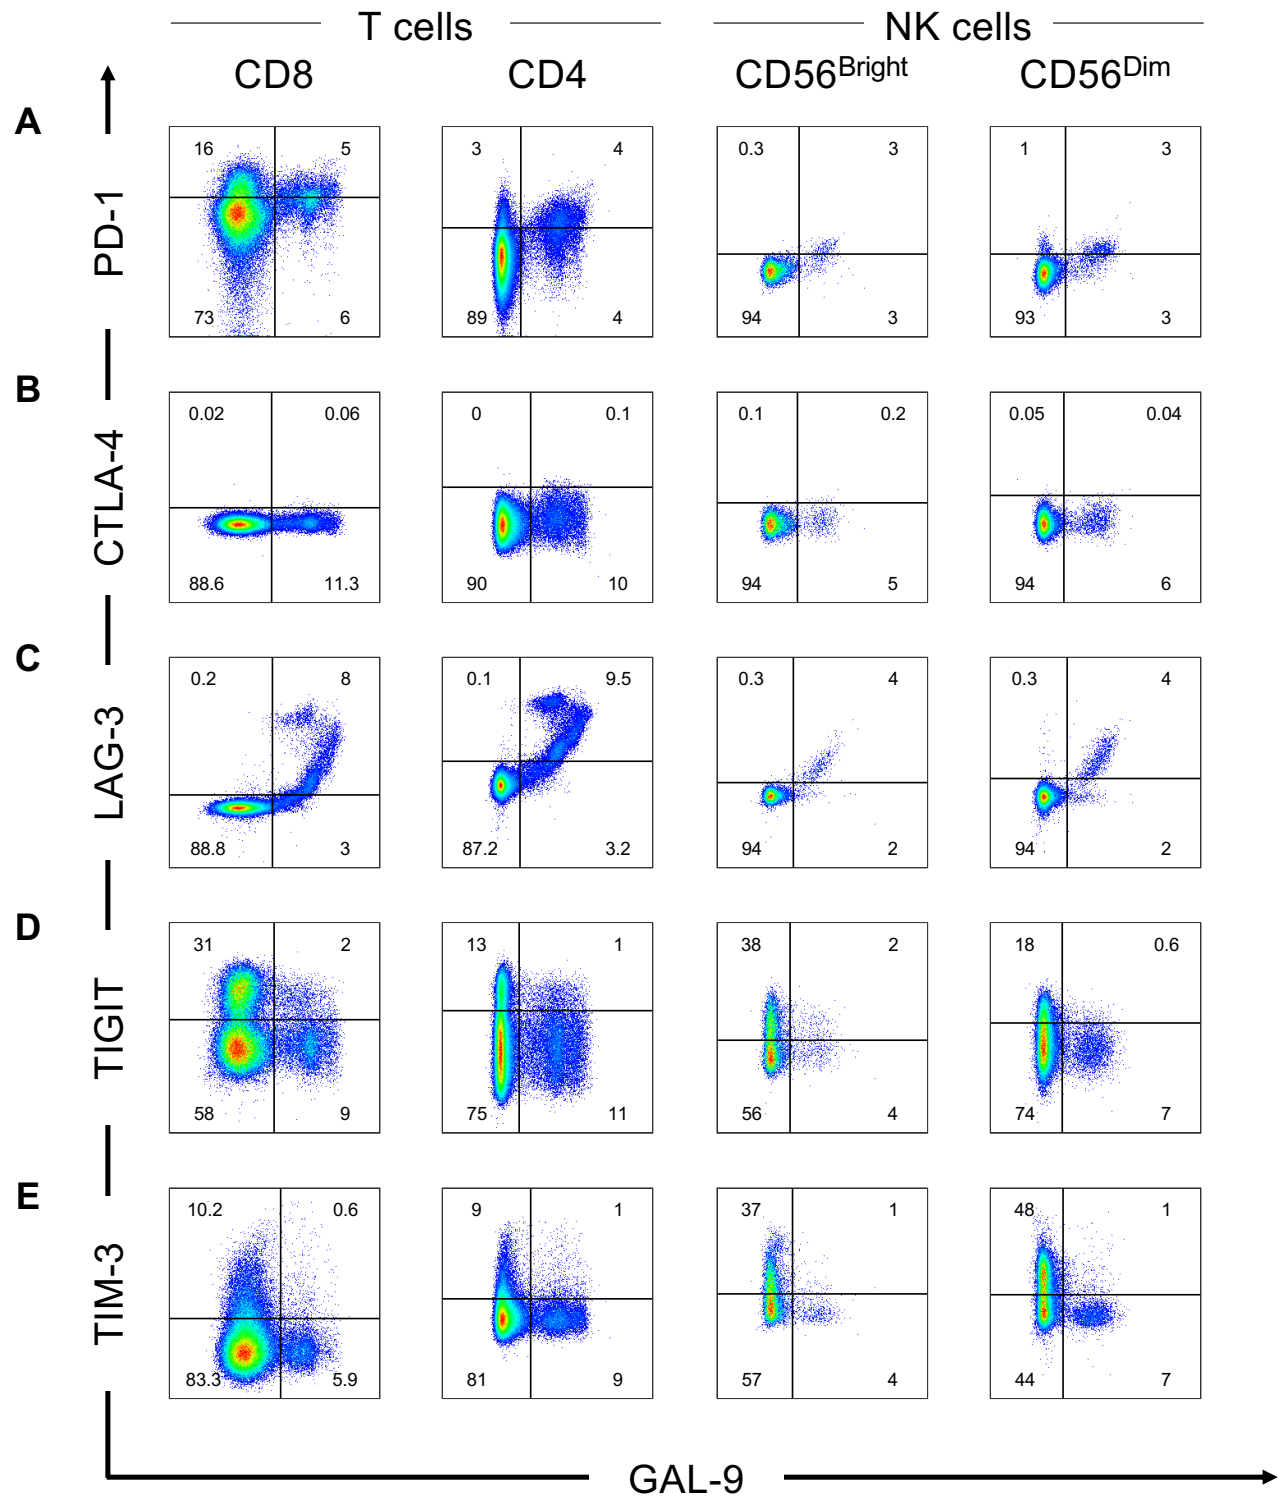 T cells NK cells
CD8 CD4 CD56Bright CD56Dim
A
PD-1
16 5 3 4 0.3 3 1 3
73 6 89 4 94 3 93 3
B
CTLA-4
0.02 0.06 0 0.1 0.1 0.2 0.05 0.04
88.6 11.3 90 10 94 5 94 6
C
LAG-3
0.2 8 0.1 9.5 0.3 4 0.3 4
88.8 3 87.2 3.2 94 2 94 2
D
TIGIT
31 2 13 1 38 2 18 0.6
58 9 75 11 56 4 74 7
E
TIM-3
10.2 0.6 9 1 37 1 48 1
83.3 5.9 81 9 57 4 44 7
GAL-9